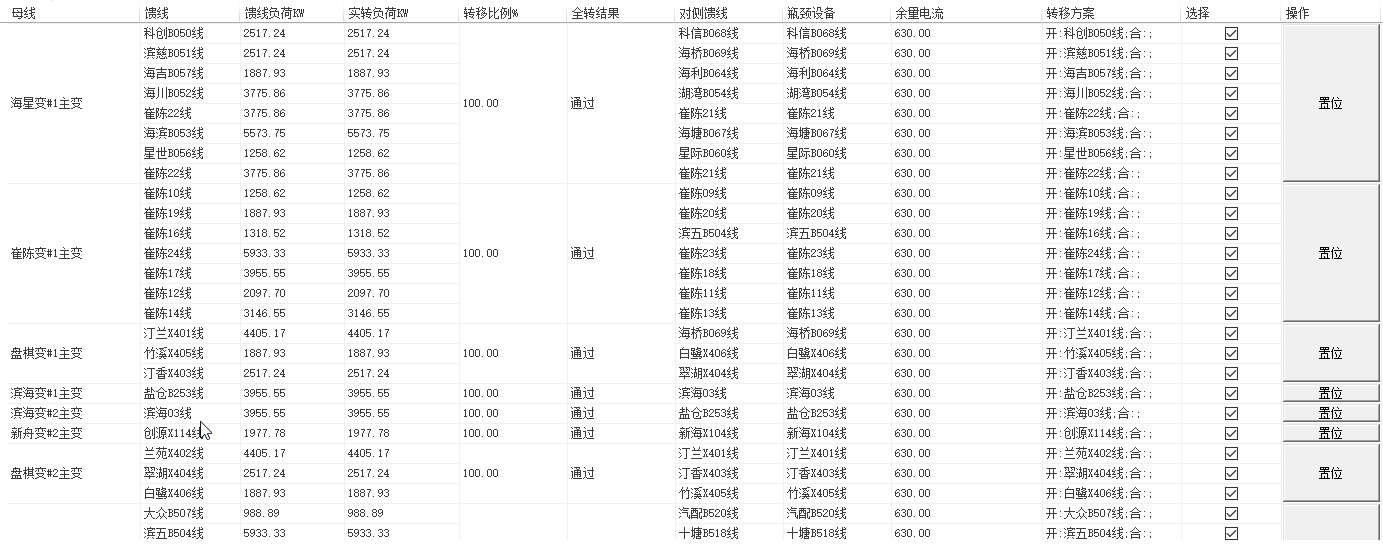 母线 馈线 馈线负荷KW 实转负荷KW 转移比例% 全转结果 对侧馈线 瓶颈设备 余量电流 转移方案 选择 操作
科创B050线 2517.24 2517.24 科信B068线 科信B068线 630.00 开:科创B050线;合:;
滨慈B051线 2517.24 2517.24 海桥B069线 海桥B069线 630.00 开:滨慈B051线;合:;
海吉B057线 1887.93 1887.93 海利B064线 海利B064线 630.00 开:海吉B057线;合:;
海川B052线 3775.86 3775.86 湖湾B054线 湖湾B054线 630.00 开:海川B052线;合:;
海星变#1主变 100.00 通过 置位
崔陈22线 3775.86 3775.86 崔陈21线 崔陈21线 630.00 开:崔陈22线;合:;
海滨B053线 5573.75 5573.75 海塘B067线 海塘B067线 630.00 开:海滨B053线;合:;
星世B056线 1258.62 1258.62 星际B060线 星际B060线 630.00 开:星世B056线;合:;
崔陈22线 3775.86 3775.86 崔陈21线 崔陈21线 630.00 开:崔陈22线;合:;
崔陈10线 1258.62 1258.62 崔陈09线 崔陈09线 630.00 开:崔陈10线;合:;
崔陈19线 1887.93 1887.93 崔陈20线 崔陈20线 630.00 开:崔陈19线;合:;
崔陈16线 1318.52 1318.52 滨五B504线 滨五B504线 630.00 开:崔陈16线;合:;
崔陈变#1主变 崔陈24线 5933.33 5933.33 100.00 通过 崔陈23线 崔陈23线 630.00 开:崔陈24线;合:; 置位
崔陈17线 3955.55 3955.55 崔陈18线 崔陈18线 630.00 开:崔陈17线;合:;
崔陈12线 2097.70 2097.70 崔陈11线 崔陈11线 630.00 开:崔陈12线;合:;
崔陈14线 3146.55 3146.55 崔陈13线 崔陈13线 630.00 开:崔陈14线;合:;
汀兰X401线 4405.17 4405.17 海桥B069线 海桥B069线 630.00 开:汀兰X401线;合:;
盘棋变#1主变 竹溪X405线 1887.93 1887.93 100.00 通过 白鹭X406线 白鹭X406线 630.00 开:竹溪X405线;合:; 置位
汀香X403线 2517.24 2517.24 翠湖X404线 翠湖X404线 630.00 开:汀香X403线;合:;
滨海变#1主变 盐仓B253线 3955.55 3955.55 100.00 通过 滨海03线 滨海03线 630.00 开:盐仓B253线;合:; 置位
滨海变#2主变 滨海03线 3955.55 3955.55 100.00 通过 盐仓B253线 盐仓B253线 630.00 开:滨海03线;合:; 置位
新舟变#2主变 创源X114线 1977.78 1977.78 100.00 通过 新海X104线 新海X104线 630.00 开:创源X114线;合:; 置位
兰苑X402线 4405.17 4405.17 汀兰X401线 汀兰X401线 630.00 开:兰苑X402线;合:;
盘棋变#2主变 翠湖X404线 2517.24 2517.24 100.00 通过 汀香X403线 汀香X403线 630.00 开:翠湖X404线;合:; 置位
白鹭X406线 1887.93 1887.93 竹溪X405线 竹溪X405线 630.00 开:白鹭X406线;合:;
大众B507线 988.89 988.89 汽配B520线 汽配B520线 630.00 开:大众B507线;合:;
滨五B504线 5933.33 5933.33 十塘B518线 十塘B518线 630.00 开:滨五B504线;合:;